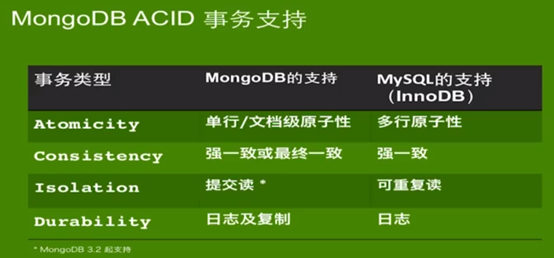 MongoDB ACID 事务支持
事务类型 MongoDB的支持 MySQL的支持
（InnoDB）
Atomicity 单行/文档级原子性 多行原子性
Consistency 强一致或最终一致 强一致
Isolation 提交读 * 可重复读
Durability 日志及复制 日志
* MongoDB 3.2 起支持